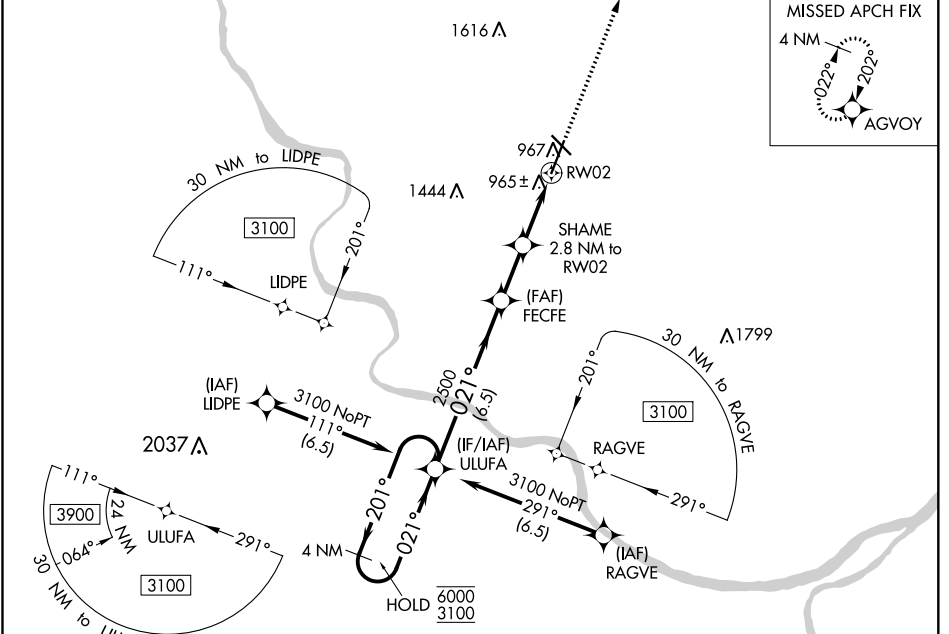 MISSED APCH FIX
4 NM
022°
202°
AGVOY
1616
967
965 ±
RW02
1444
SHAME
2.8 NM to
RW02
30 NM to LIDPE
3100
201°
111°
LIDPE
(FAF)
FECFE
1799
30 NM to RAGVE
201°
3100
RAGVE
291°
(IAF)
LIDPE
3100 NoPT
111°
(6.5)
2500
021°
(6.5)
2037
(IF/IAF)
ULUFA
3100 NoPT
291°
(6.5)
(IAF)
RAGVE
201°
021°
4 NM
HOLD
6000
3100
111°
3900
24 NM
ULUFA
291°
064°
3100
30 NM to